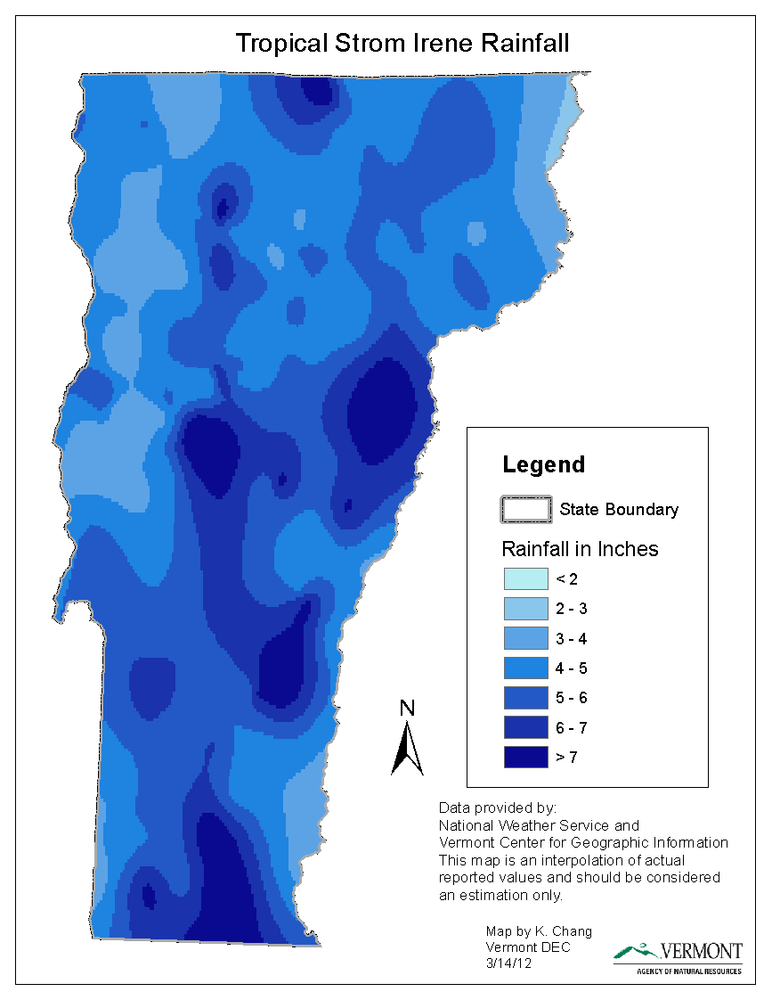 Tropical Strom Irene Rainfall
Legend
State Boundary
Rainfall in Inches
< 2
2 - 3
3 - 4
4 - 5
5 - 6
6 - 7
> 7
N
Data provided by:
National Weather Service and
Vermont Center for Geographic Information
This map is an interpolation of actual
reported values and should be considered
an estimation only.
Map by K. Chang
Vermont DEC
3/14/12
VERMONT
AGENCY OF NATURAL RESOURCES